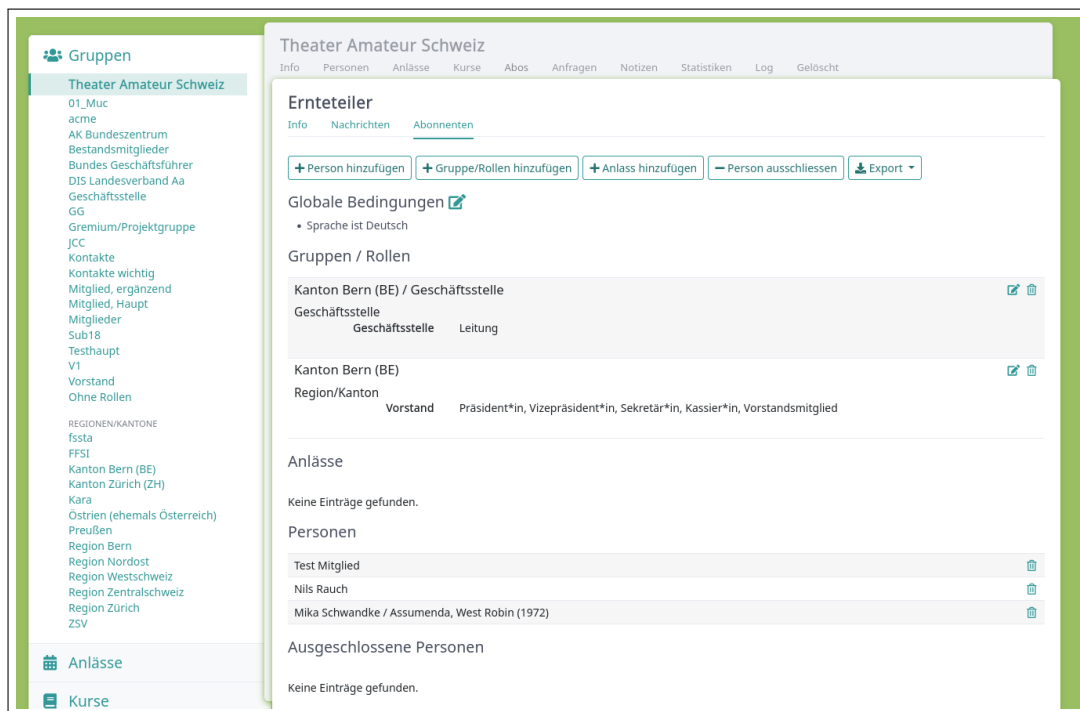 Gruppen
Theater Amateur Schweiz
01_Muc
acme
AK Bundeszentrum
Bestandsmitglieder
Bundes Geschäftsführer
DIS Landesverband Aa
Geschäftsstelle
GG
Gremium/Projektgruppe
JCC
Kontakte
Kontakte wichtig
Mitglied, ergänzend
Mitglied, Haupt
Mitglieder
Sub18
Testhaupt
V1
Vorstand
Ohne Rollen
REGIONEN/KANTONE
fssta
FFSI
Kanton Bern (BE)
Kanton Zürich (ZH)
Kara
Östrien (ehemals Österreich)
Preußen
Region Bern
Region Nordost
Region Westschweiz
Region Zentralschweiz
Region Zürich
ZSV
Anlässe
Kurse
Theater Amateur Schweiz
Info Personen Anlässe Kurse Abos Anfragen Notizen Statistiken Log Gelöscht
Ernteteiler
Info Nachrichten Abonnenten
+ Person hinzufügen + Gruppe/Rollen hinzufügen + Anlass hinzufügen − Person ausschliessen Export
Globale Bedingungen
• Sprache ist Deutsch
Gruppen / Rollen
Kanton Bern (BE) / Geschäftsstelle
Geschäftsstelle
Geschäftsstelle Leitung
Kanton Bern (BE)
Region/Kanton
Vorstand Präsident*in, Vizepräsident*in, Sekretär*in, Kassier*in, Vorstandsmitglied
Anlässe
Keine Einträge gefunden.
Personen
Test Mitglied
Nils Rauch
Mika Schwandke / Assumenda, West Robin (1972)
Ausgeschlossene Personen
Keine Einträge gefunden.